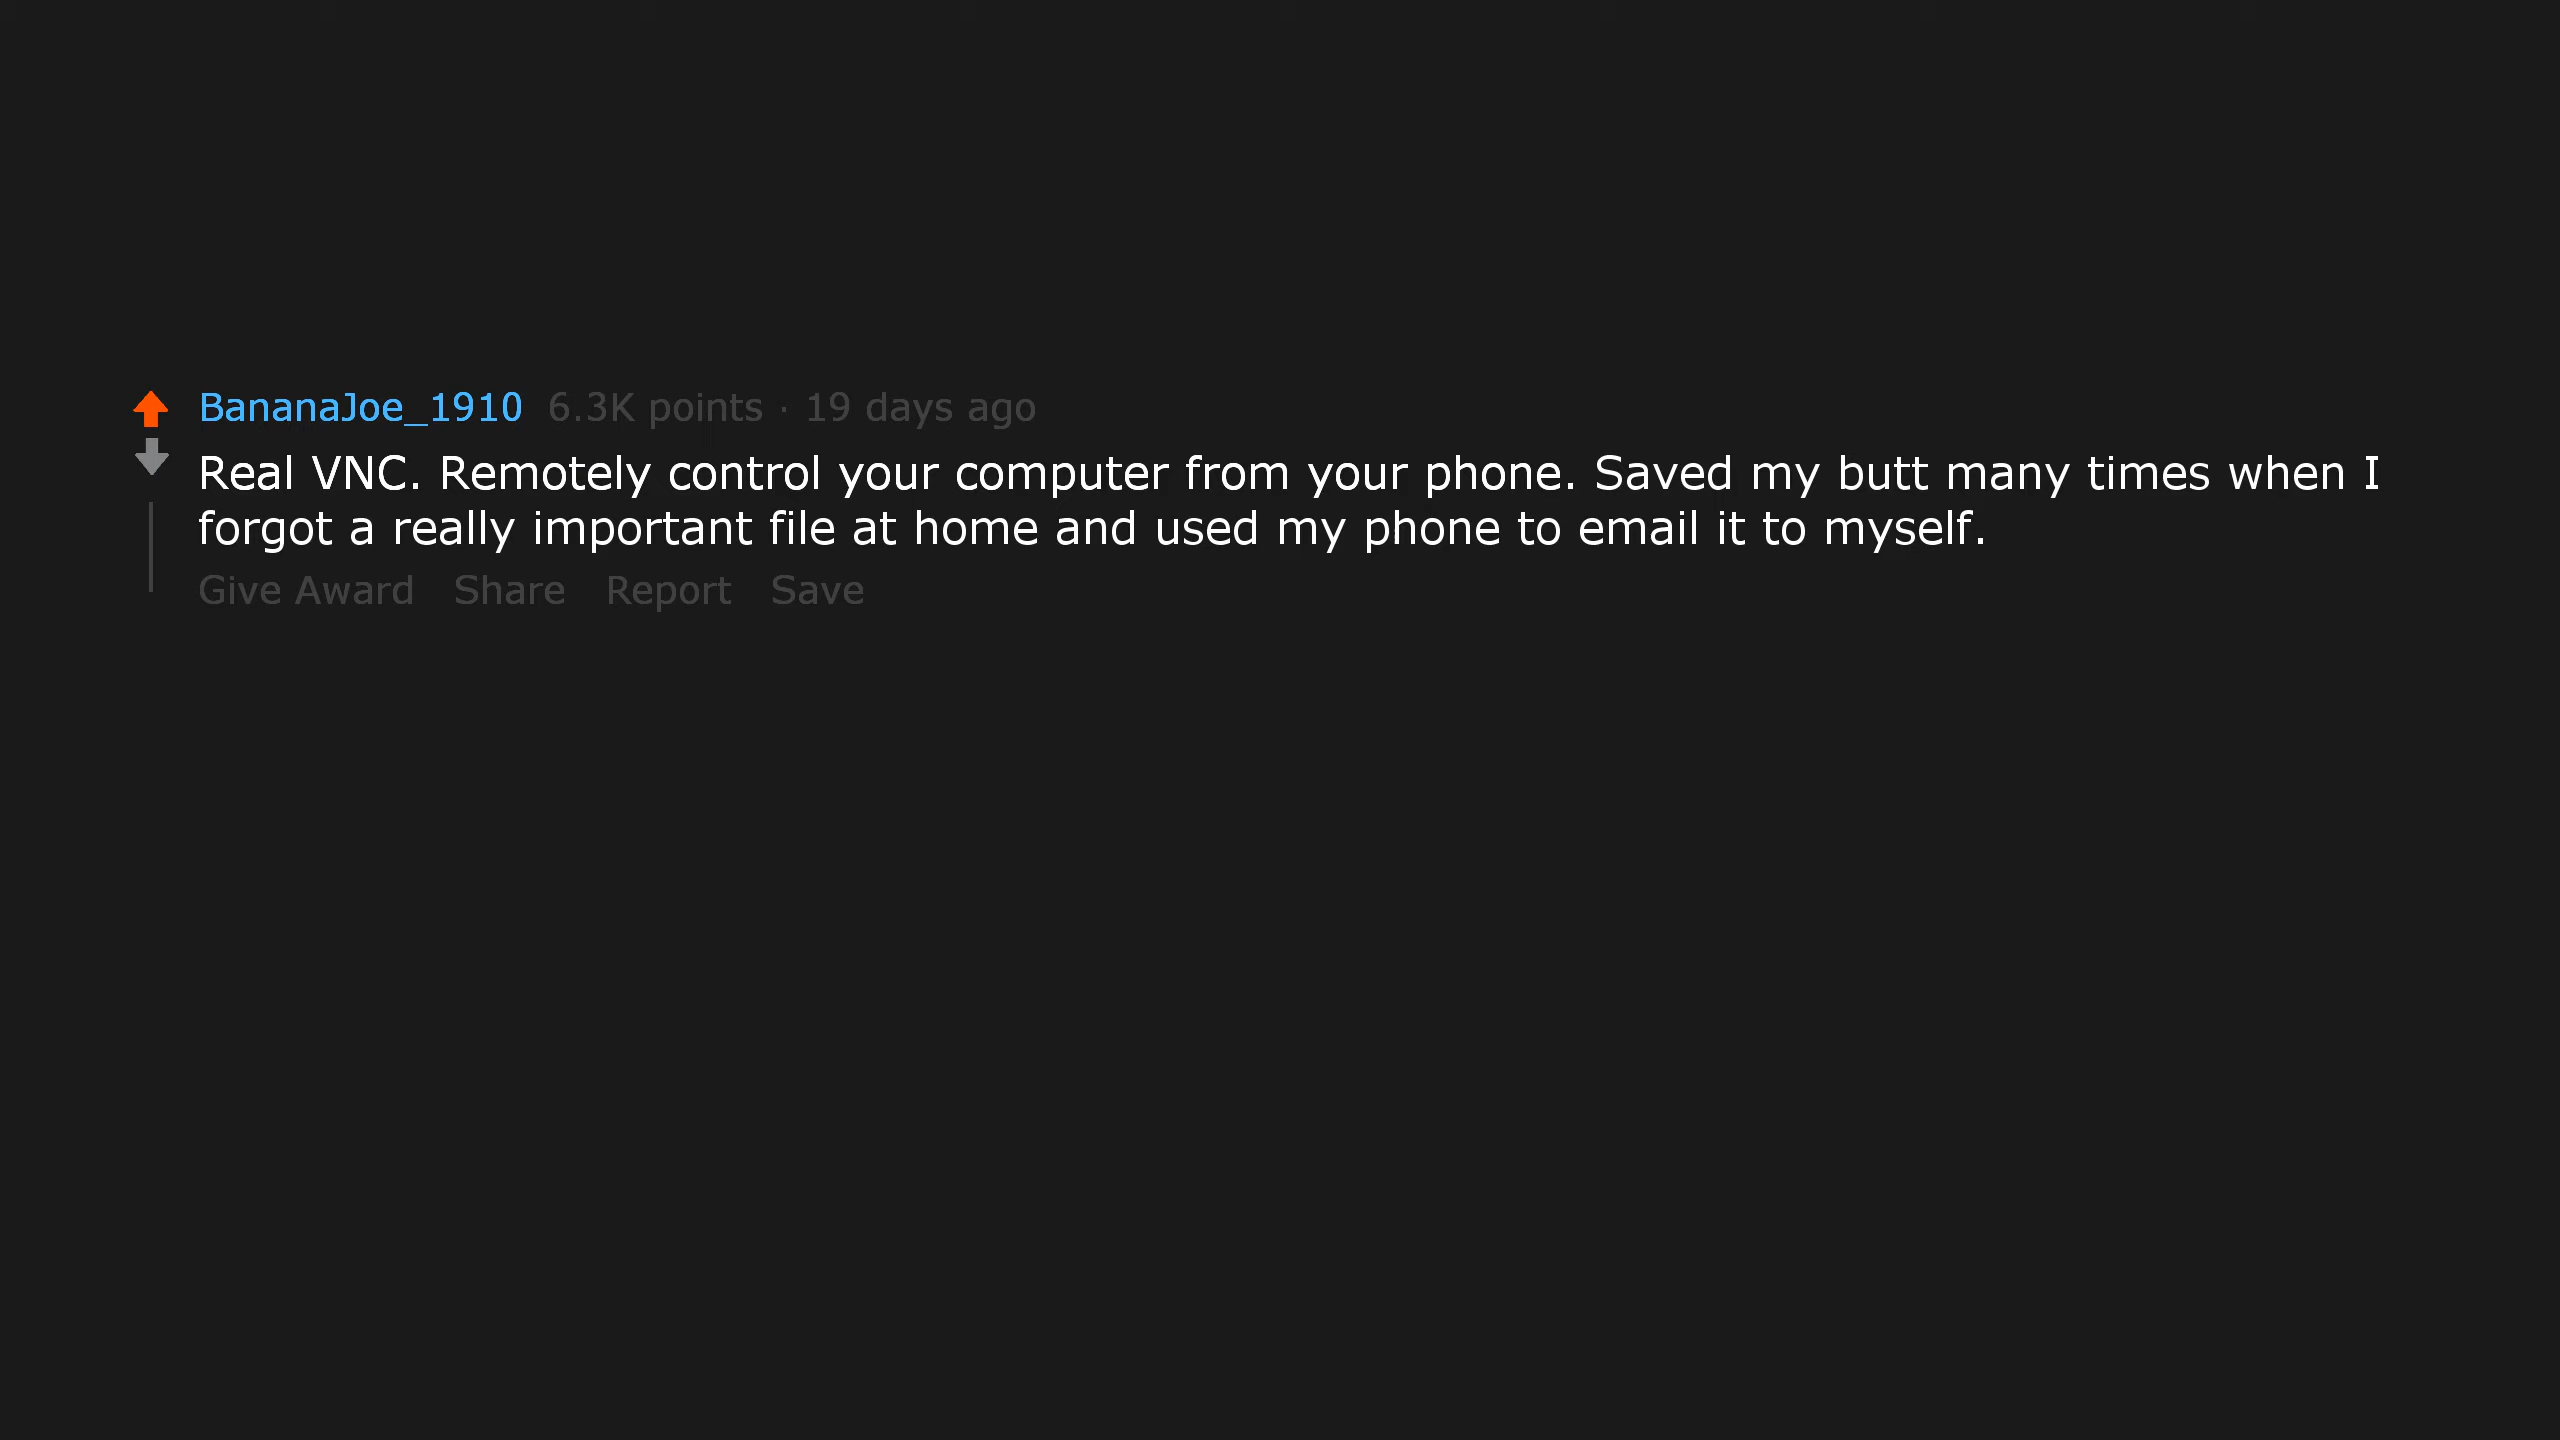 BananaJoe_1910 6.3K points · 19 days ago
Real VNC. Remotely control your computer from your phone. Saved my butt many times when I
forgot a really important file at home and used my phone to email it to myself.
Give Award Share Report Save